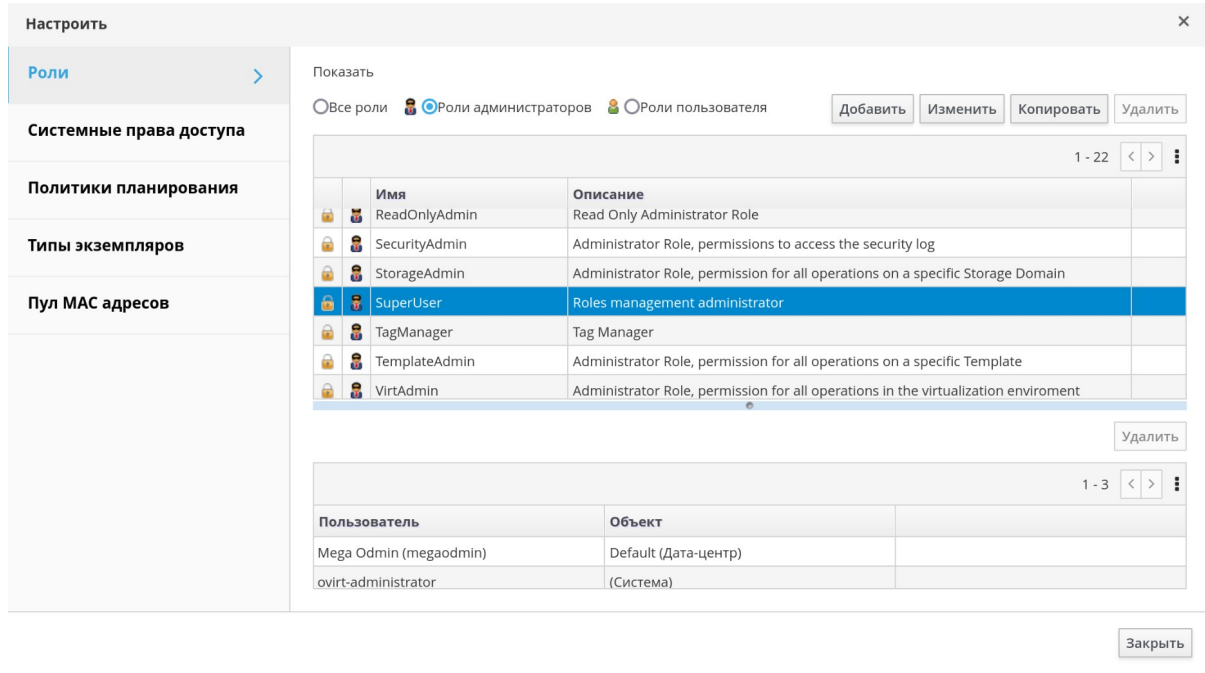 Настроить
Роли
Системные права доступа
Политики планирования
Типы экземпляров
Пул MAC адресов
Показать
Все роли Роли администраторов Роли пользователя Добавить Изменить Копировать Удалить
1 - 22
Имя Описание
ReadOnlyAdmin Read Only Administrator Role
SecurityAdmin Administrator Role, permissions to access the security log
StorageAdmin Administrator Role, permission for all operations on a specific Storage Domain
SuperUser Roles management administrator
TagManager Tag Manager
TemplateAdmin Administrator Role, permission for all operations on a specific Template
VirtAdmin Administrator Role, permission for all operations in the virtualization enviroment
Удалить
1 - 3
Пользователь Объект
Mega Odmin (megaodmin) Default (Дата-центр)
ovirt-administrator (Система)
Закрыть